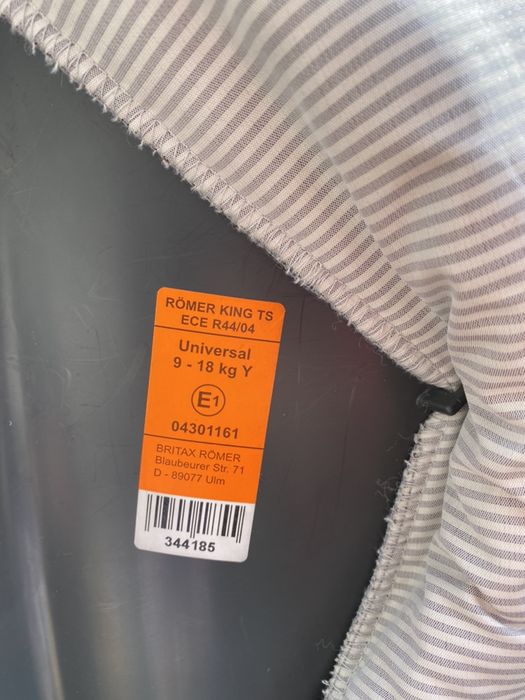 RÖMER KING TS
ECE R44/04
Universal
9 - 18 kg Y
E1
04301161
BRITAX RÖMER
Blaubeurer Str. 71
D - 89077 Ulm
344185